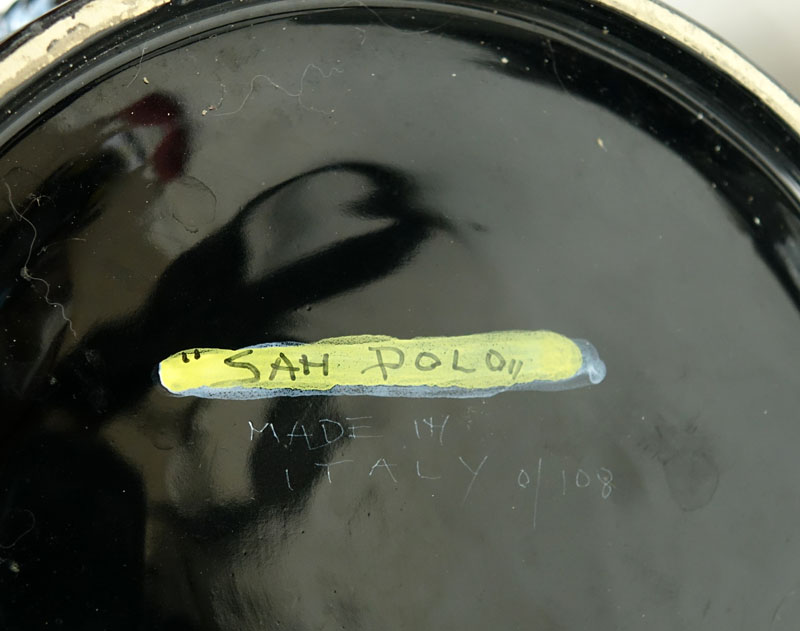 "SAN POLO"
MADE IN
ITALY 0/108